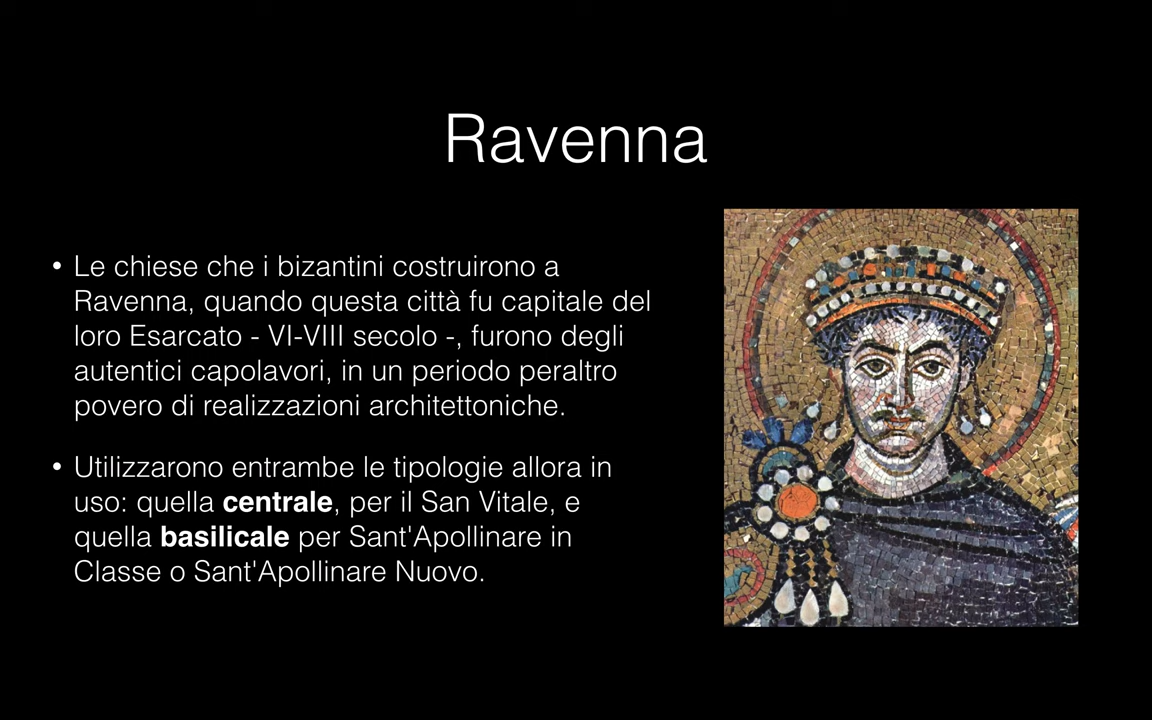 Ravenna
• Le chiese che i bizantini costruirono a
Ravenna, quando questa città fu capitale del
loro Esarcato - VI-VIII secolo -, furono degli
autentici capolavori, in un periodo peraltro
povero di realizzazioni architettoniche.
• Utilizzarono entrambe le tipologie allora in
uso: quella centrale, per il San Vitale, e
quella basilicale per Sant'Apollinare in
Classe o Sant'Apollinare Nuovo.